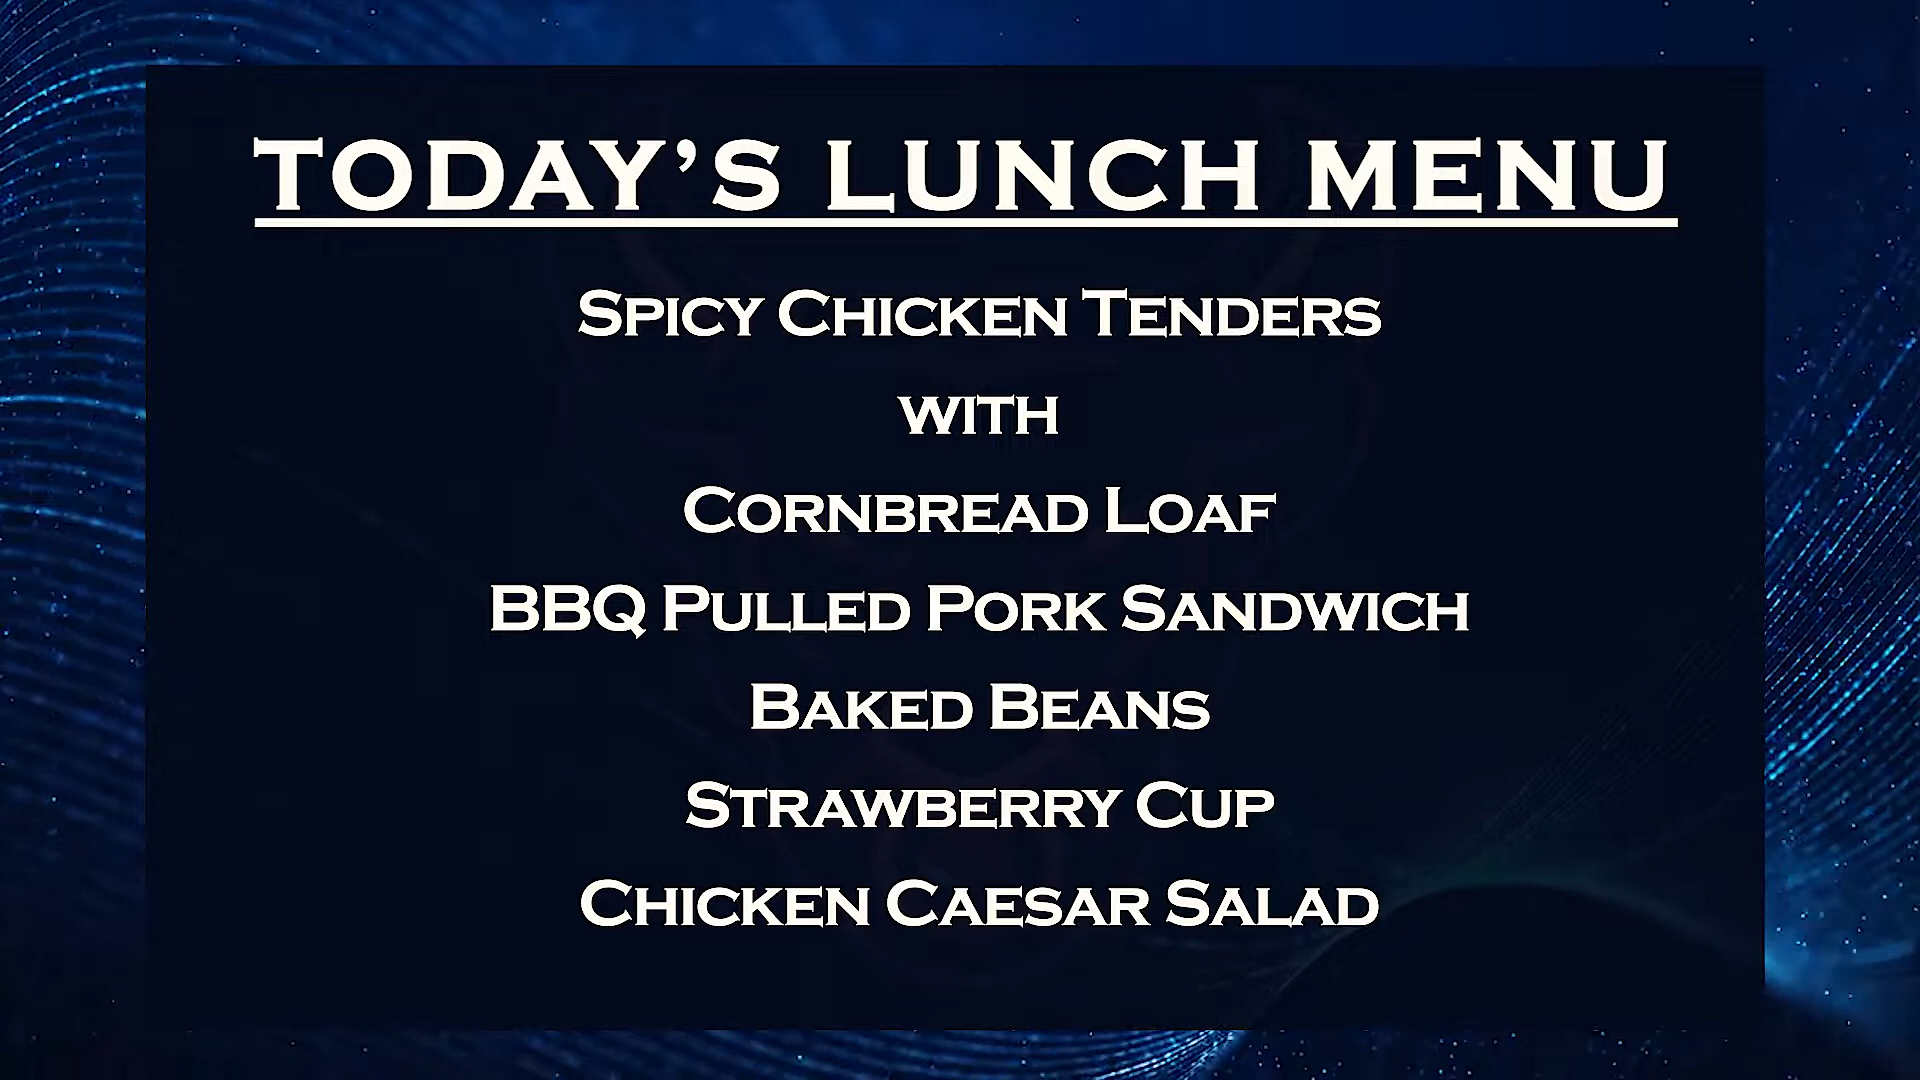 TODAY’S LUNCH MENU
SPICY CHICKEN TENDERS
WITH
CORNBREAD LOAF
BBQ PULLED PORK SANDWICH
BAKED BEANS
STRAWBERRY CUP
CHICKEN CAESAR SALAD